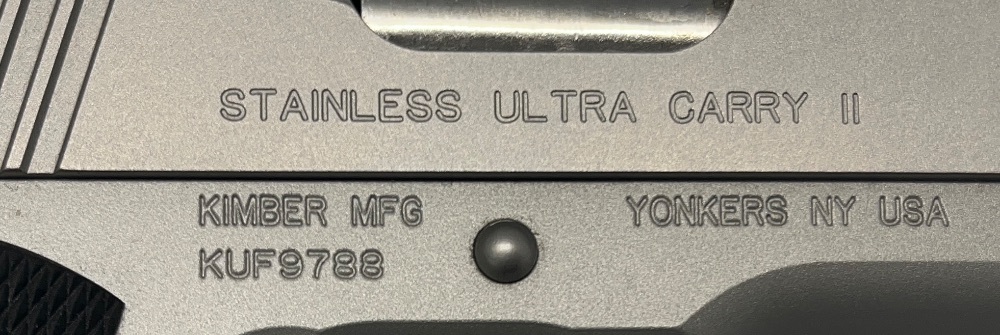 STAINLESS ULTRA CARRY II
KIMBER MFG YONKERS NY USA
KUF9788